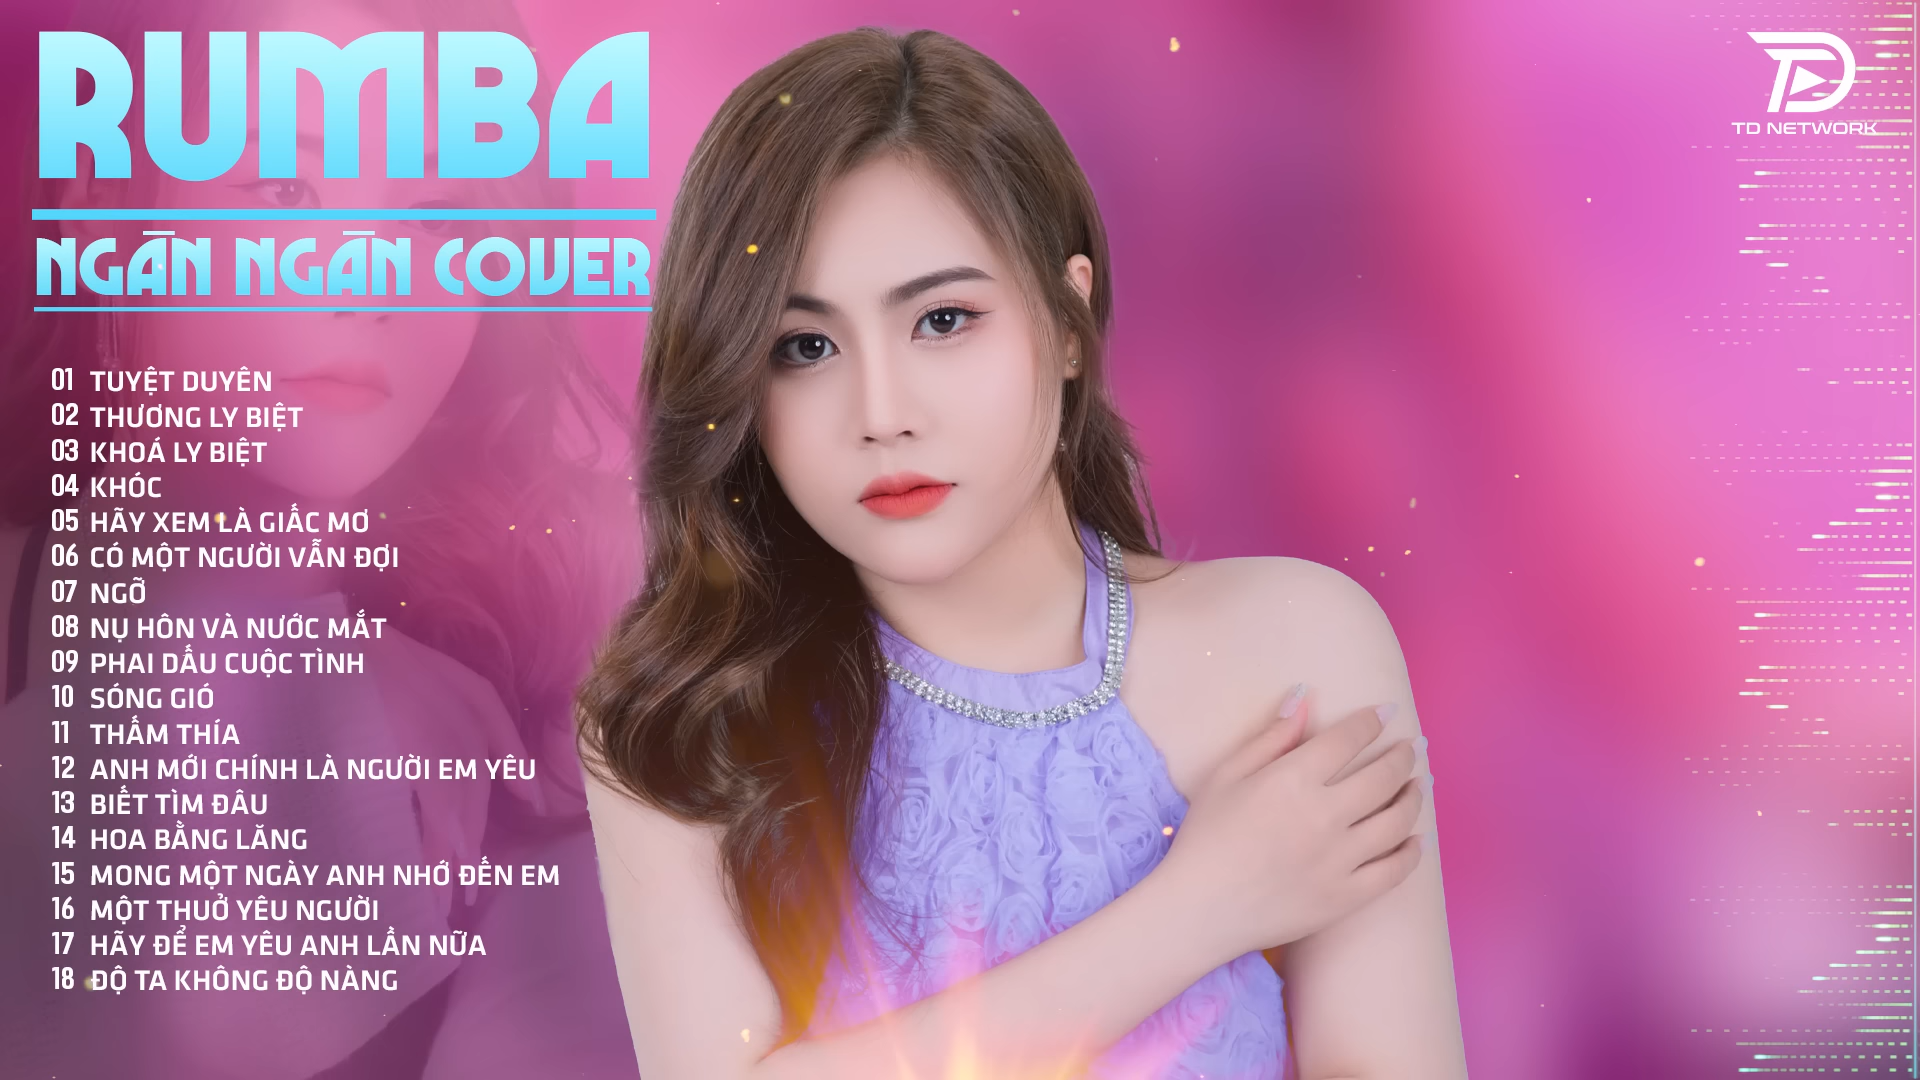 RUMBA
NGÂN NGÂN COVER
TD NETWORK
01 TUYỆT DUYÊN
02 THƯƠNG LY BIỆT
03 KHOÁ LY BIỆT
04 KHÓC
05 HÃY XEM LÀ GIẤC MƠ
06 CÓ MỘT NGƯỜI VẪN ĐỢI
07 NGỠ
08 NỤ HÔN VÀ NƯỚC MẮT
09 PHAI DẤU CUỘC TÌNH
10 SÓNG GIÓ
11 THẤM THÍA
12 ANH MỚI CHÍNH LÀ NGƯỜI EM YÊU
13 BIẾT TÌM ĐÂU
14 HOA BẰNG LĂNG
15 MONG MỘT NGÀY ANH NHỚ ĐẾN EM
16 MỘT THUỞ YÊU NGƯỜI
17 HÃY ĐỂ EM YÊU ANH LẦN NỮA
18 ĐỘ TA KHÔNG ĐỘ NÀNG